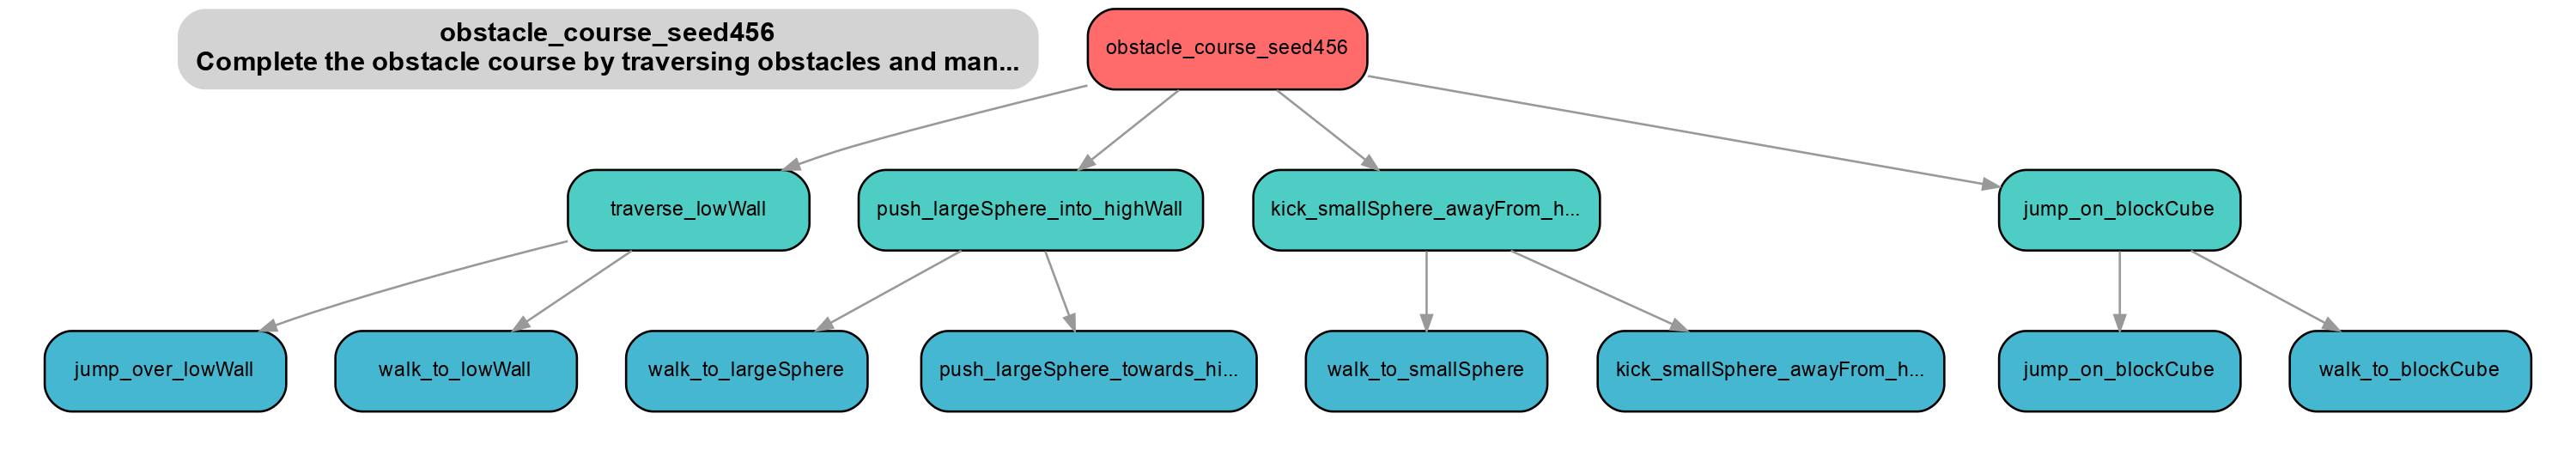 obstacle_course_seed456
Complete the obstacle course by traversing obstacles and man...
obstacle_course_seed456
traverse_lowWall
push_largeSphere_into_highWall
kick_smallSphere_awayFrom_h...
jump_on_blockCube
jump_over_lowWall
walk_to_lowWall
walk_to_largeSphere
push_largeSphere_towards_hi...
walk_to_smallSphere
kick_smallSphere_awayFrom_h...
jump_on_blockCube
walk_to_blockCube